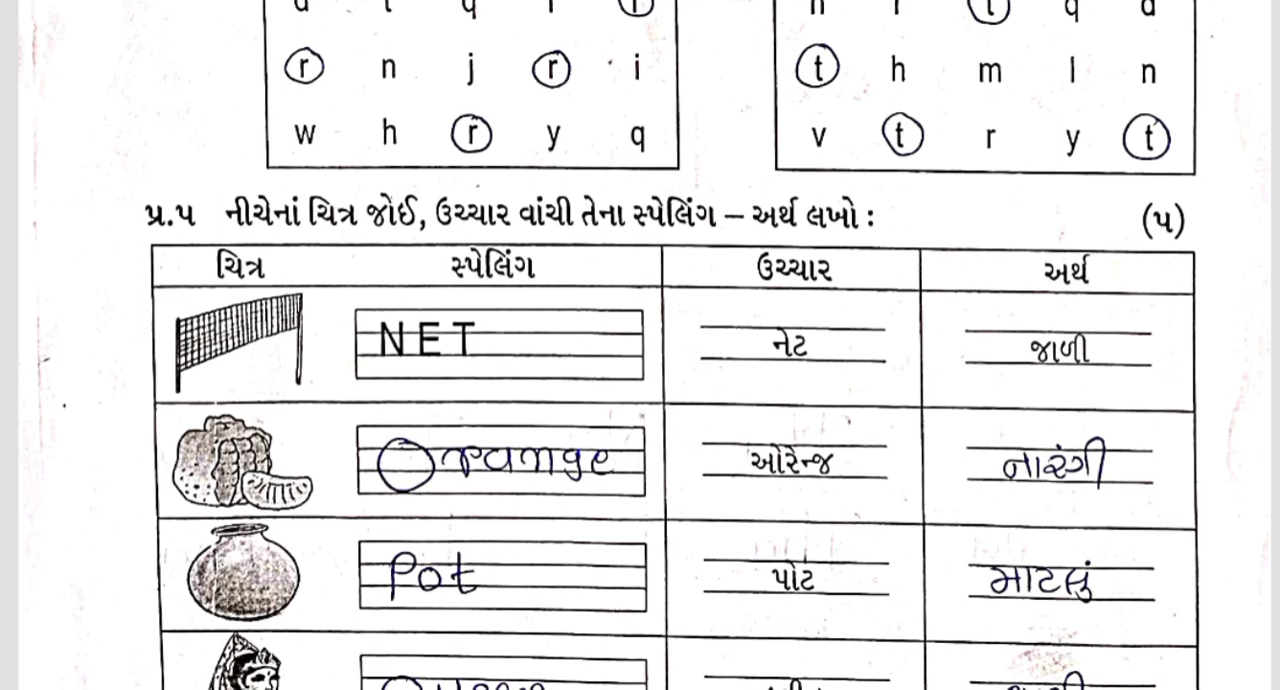 r n j r i
t h m l n
w h r y q
v t r y t
પ્ર.૫ નીચેનાં ચિત્ર જોઈ, ઉચ્ચાર વાંચી તેના સ્પેલિંગ – અર્થ લખો : (૫)
ચિત્ર સ્પેલિંગ ઉચ્ચાર અર્થ
NET નેટ જાળી
Orange ઓરેન્જ નારંગી
Pot પોટ માટલું